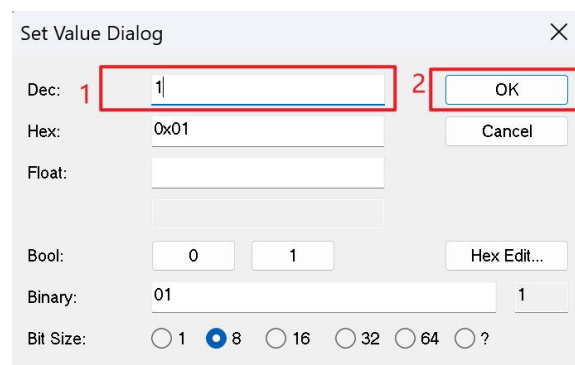 Set Value Dialog
Dec: 1 1 2 OK
Hex: 0x01 Cancel
Float:
Bool: 0 1 Hex Edit...
Binary: 01 1
Bit Size: 1 8 16 32 64 ?